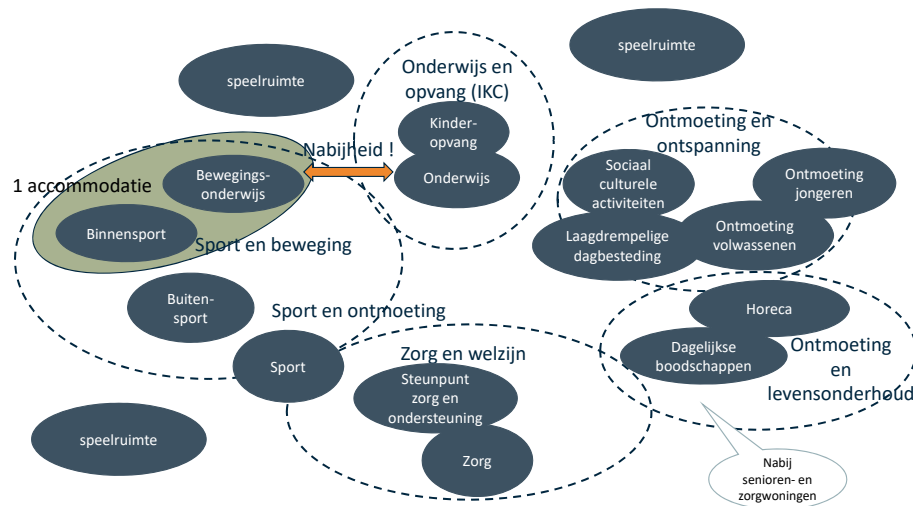 speelruimte
speelruimte
Onderwijs en
opvang (IKC)
Kinder-
opvang
Onderwijs
Nabijheid !
1 accommodatie
Bewegings-
onderwijs
Binnensport
Sport en beweging
Buiten-
sport
Sport en ontmoeting
Sport
Ontmoeting en
ontspanning
Sociaal
culturele
activiteiten
Ontmoeting
jongeren
Laagdrempelige
dagbesteding
Ontmoeting
volwassenen
Horeca
Dagelijkse
boodschappen
Ontmoeting
en
levensonderhoud
Zorg en welzijn
Steunpunt
zorg en
ondersteuning
Zorg
speelruimte
Nabij
senioren- en
zorgwoningen